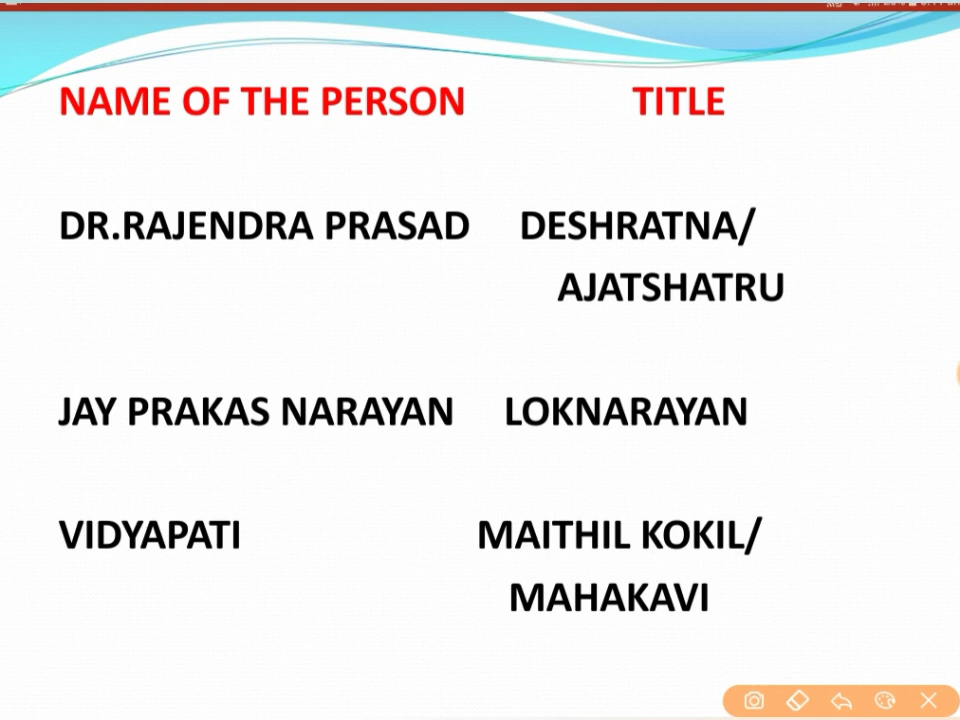 NAME OF THE PERSON TITLE
DR.RAJENDRA PRASAD DESHRATNA/
AJATSHATRU
JAY PRAKAS NARAYAN LOKNARAYAN
VIDYAPATI MAITHIL KOKIL/
MAHAKAVI